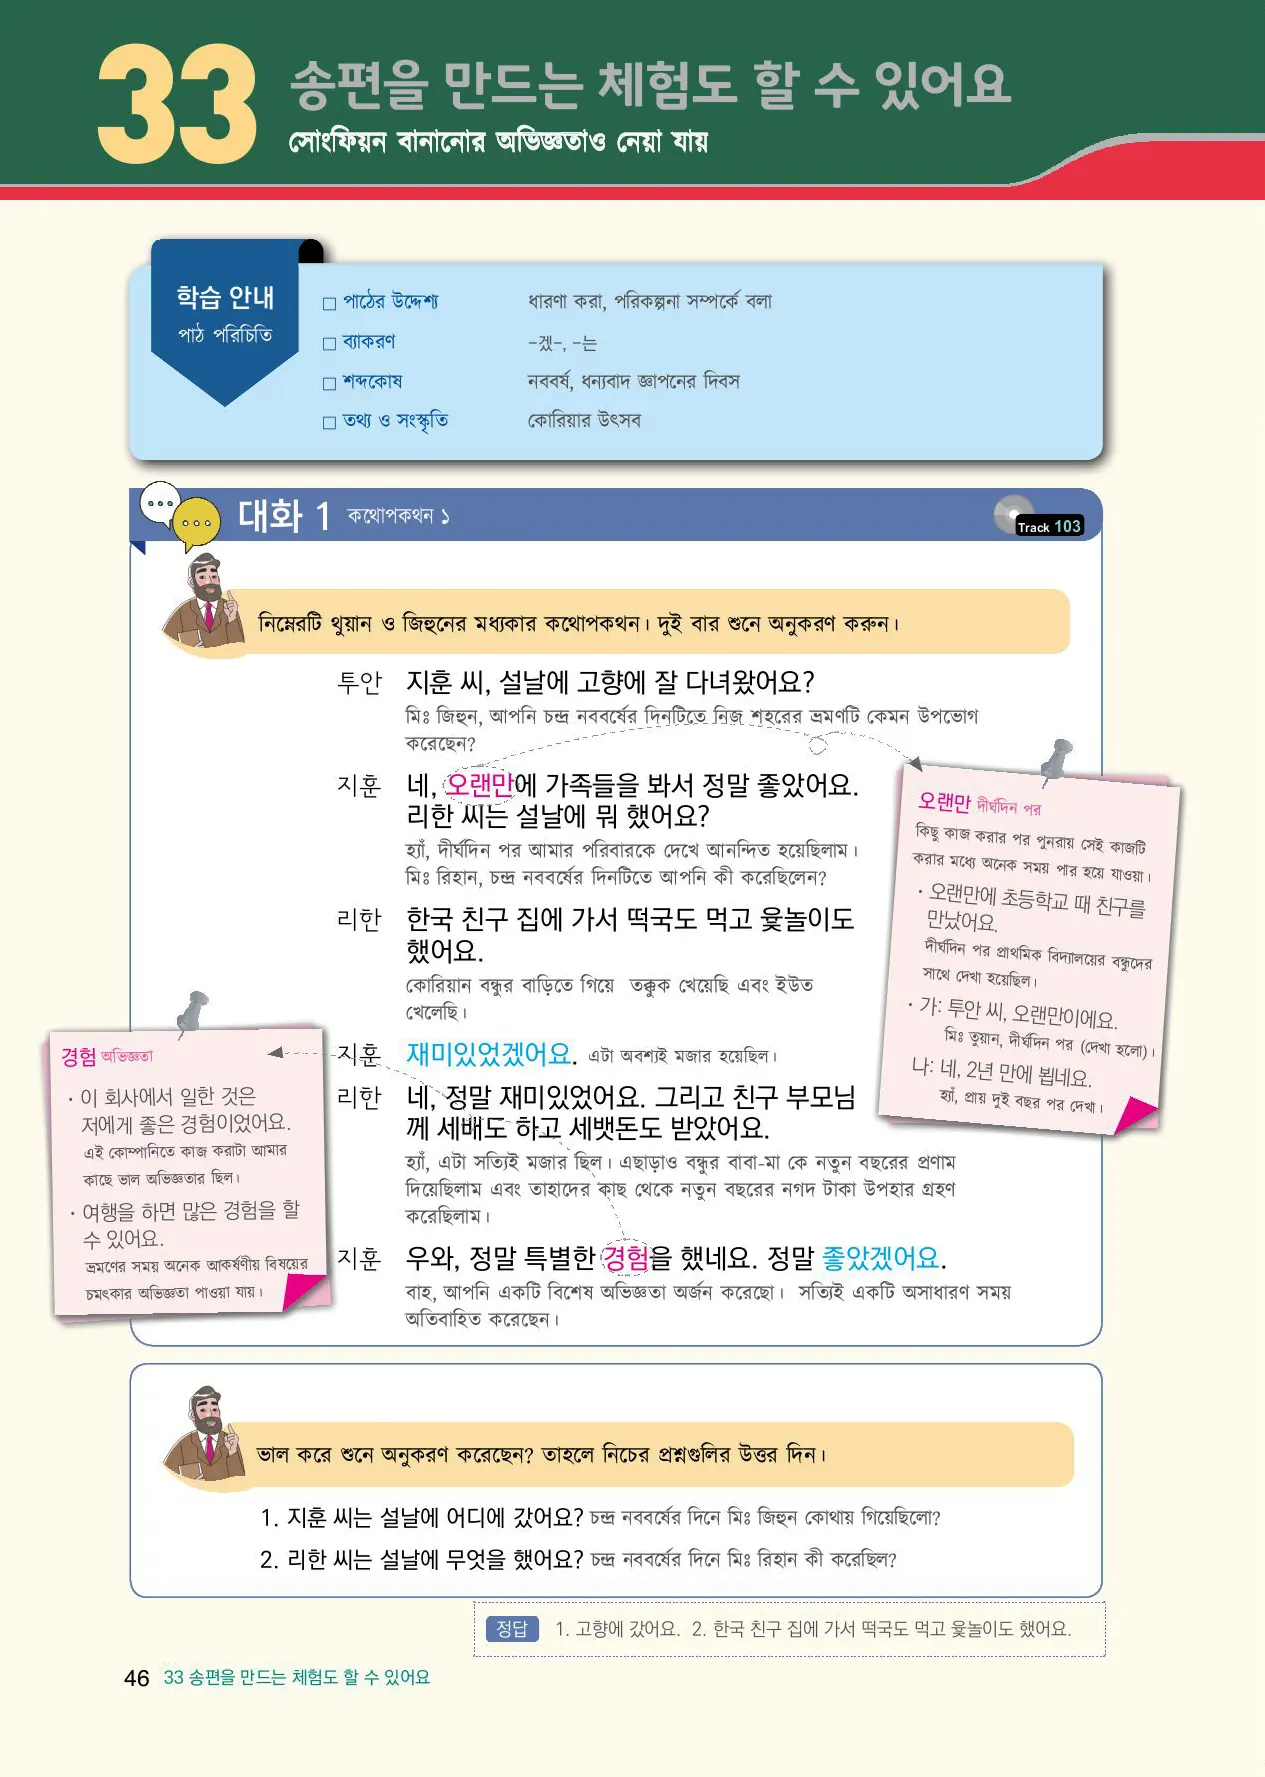 33
송편을 만드는 체험도 할 수 있어요
সোংফিয়ন বানানোর অভিজ্ঞতাও নেয়া যায়
학습 안내
পাঠ পরিচিতি
□ পাঠের উদ্দেশ্য ধারণা করা, পরিকল্পনা সম্পর্কে বলা
□ ব্যাকরণ -겠-, -는
□ শব্দকোষ নববর্ষ, ধন্যবাদ জ্ঞাপনের দিবস
□ তথ্য ও সংস্কৃতি কোরিয়ার উৎসব
대화 1 কথোপকথন ১
Track 103
নিম্নেরটি থুয়ান ও জিহুনের মধ্যকার কথোপকথন। দুই বার শুনে অনুকরণ করুন।
투안 지훈 씨, 설날에 고향에 잘 다녀왔어요?
মিঃ জিহুন, আপনি চন্দ্র নববর্ষের দিনটিতে নিজ শহরের ভ্রমণটি কেমন উপভোগ
করেছেন?
지훈 네, 오랜만에 가족들을 봐서 정말 좋았어요.
리한 씨는 설날에 뭐 했어요?
হ্যাঁ, দীর্ঘদিন পর আমার পরিবারকে দেখে আনন্দিত হয়েছিলাম।
মিঃ রিহান, চন্দ্র নববর্ষের দিনটিতে আপনি কী করেছিলেন?
리한 한국 친구 집에 가서 떡국도 먹고 윷놀이도
했어요.
কোরিয়ান বন্ধুর বাড়িতে গিয়ে তক্কুক খেয়েছি এবং ইউত
খেলেছি।
지훈 재미있었겠어요. এটা অবশ্যই মজার হয়েছিল।
리한 네, 정말 재미있었어요. 그리고 친구 부모님
께 세배도 하고 세뱃돈도 받았어요.
হ্যাঁ, এটা সত্যিই মজার ছিল। এছাড়াও বন্ধুর বাবা-মা কে নতুন বছরের প্রণাম
দিয়েছিলাম এবং তাহাদের কাছ থেকে নতুন বছরের নগদ টাকা উপহার গ্রহণ
করেছিলাম।
지훈 우와, 정말 특별한 경험을 했네요. 정말 좋았겠어요.
বাহ, আপনি একটি বিশেষ অভিজ্ঞতা অর্জন করেছো। সত্যিই একটি অসাধারণ সময়
অতিবাহিত করেছেন।
오랜만 দীর্ঘদিন পর
কিছু কাজ করার পর পুনরায় সেই কাজটি
করার মধ্যে অনেক সময় পার হয়ে যাওয়া।
· 오랜만에 초등학교 때 친구를
만났어요.
দীর্ঘদিন পর প্রাথমিক বিদ্যালয়ের বন্ধুদের
সাথে দেখা হয়েছিল।
· 가: 투안 씨, 오랜만이에요.
মিঃ তুয়ান, দীর্ঘদিন পর (দেখা হলো)।
나: 네, 2년 만에 뵙네요.
হ্যাঁ, প্রায় দুই বছর পর দেখা।
경험 অভিজ্ঞতা
· 이 회사에서 일한 것은
저에게 좋은 경험이었어요.
এই কোম্পানিতে কাজ করাটা আমার
কাছে ভাল অভিজ্ঞতার ছিল।
· 여행을 하면 많은 경험을 할
수 있어요.
ভ্রমণের সময় অনেক আকর্ষণীয় বিষয়ের
চমৎকার অভিজ্ঞতা পাওয়া যায়।
ভাল করে শুনে অনুকরণ করেছেন? তাহলে নিচের প্রশ্নগুলির উত্তর দিন।
1. 지훈 씨는 설날에 어디에 갔어요? চন্দ্র নববর্ষের দিনে মিঃ জিহুন কোথায় গিয়েছিলো?
2. 리한 씨는 설날에 무엇을 했어요? চন্দ্র নববর্ষের দিনে মিঃ রিহান কী করেছিল?
정답 1. 고향에 갔어요. 2. 한국 친구 집에 가서 떡국도 먹고 윷놀이도 했어요.
46 33 송편을 만드는 체험도 할 수 있어요